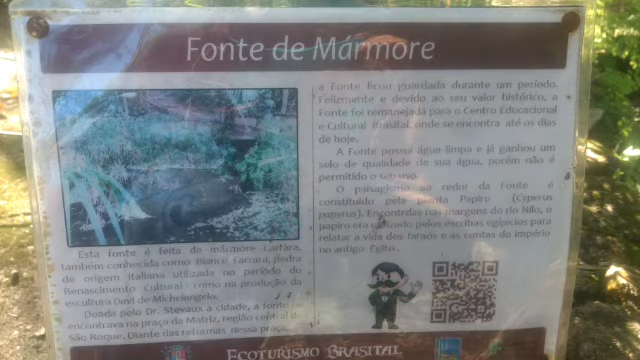 Fonte de Mármore
Esta fonte é feita de mármore Carrara,
também conhecida como Bianco Carrara, pedra
de origem italiana utilizada no período do
Renascimento Cultural - como na produção da
escultura Davi de Michelangelo.
Doada pelo Dr. Stevaux a cidade, a fonte
encontrava na praça da Matriz, região central de
São Roque. Diante das reformas nessa praça,
a Fonte ficou guardada durante um período.
Felizmente e devido ao seu valor histórico, a
Fonte foi remanejada para o Centro Educacional
e Cultural Brasital, onde se encontra até os dias
de hoje.
A Fonte possui água limpa e já ganhou um
selo de qualidade de sua água, porém não é
permitido o seu uso.
O paisagismo ao redor da Fonte é
constituído pela planta Papiro (Cyperus
papyrus). Encontrdas nas margens do rio Nilo, o
papiro era utilizado pelos escribas egípcios para
relatar a vida dos faraós e as contas do império
no antigo Egito.
ECOTURISMO BRASITAL